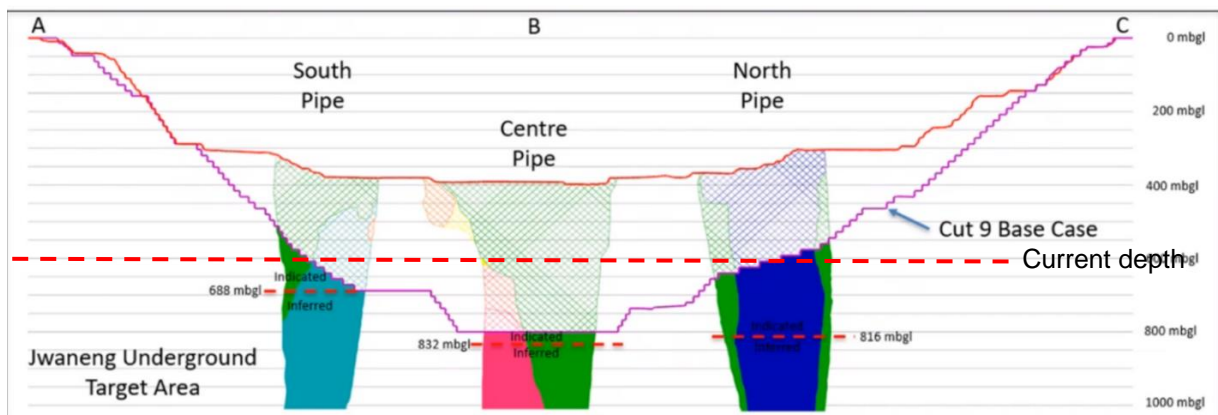 A
B
C
0 mbgl
South
Pipe
North
Pipe
200 mbgl
Centre
Pipe
400 mbgl
Cut 9 Base Case
Current depth
Indicated
688 mbgl
Inferred
Indicated
800 mbgl
832 mbgl
Indicated
Inferred
Inferred
816 mbgl
Jwaneng Underground
Target Area
1000 mbgl